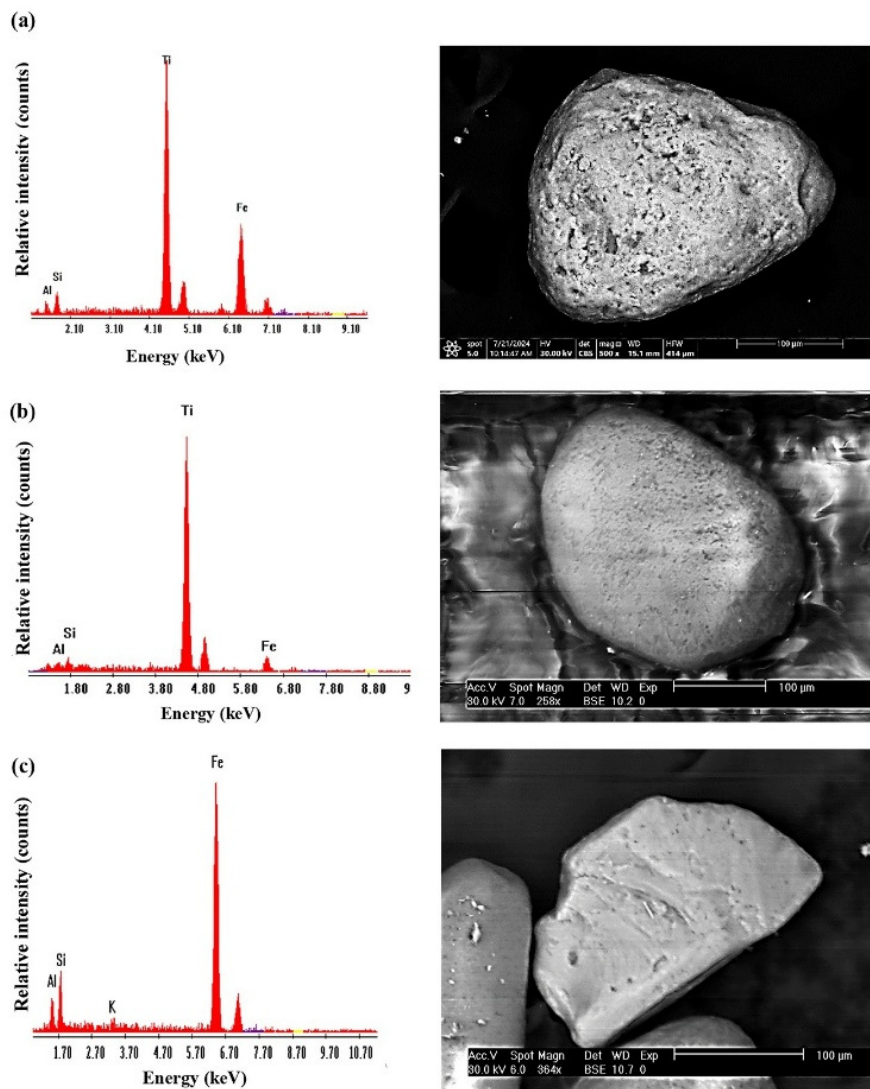 (a)
Relative intensity (counts)
Ti
Fe
Si
Al
2.10 3.10 4.10 5.10 6.10 7.10 8.10 9.10
Energy (keV)
spot 7/21/2024 HV det mag WD HFW
5.0 10:14:47 AM 30.00 kV CBS 500 x 15.1 mm 414 µm
100 µm
(b)
Relative intensity (counts)
Ti
Si
Al
Fe
1.80 2.80 3.80 4.80 5.80 6.80 7.80 8.80 9
Energy (keV)
Acc.V Spot Magn Det WD Exp
30.0 kV 7.0 258x BSE 10.2 0
100 µm
(c)
Relative intensity (counts)
Fe
Si
Al
K
1.70 2.70 3.70 4.70 5.70 6.70 7.70 8.70 9.70 10.70
Energy (keV)
Acc.V Spot Magn Det WD Exp
30.0 kV 6.0 364x BSE 10.7 0
100 µm